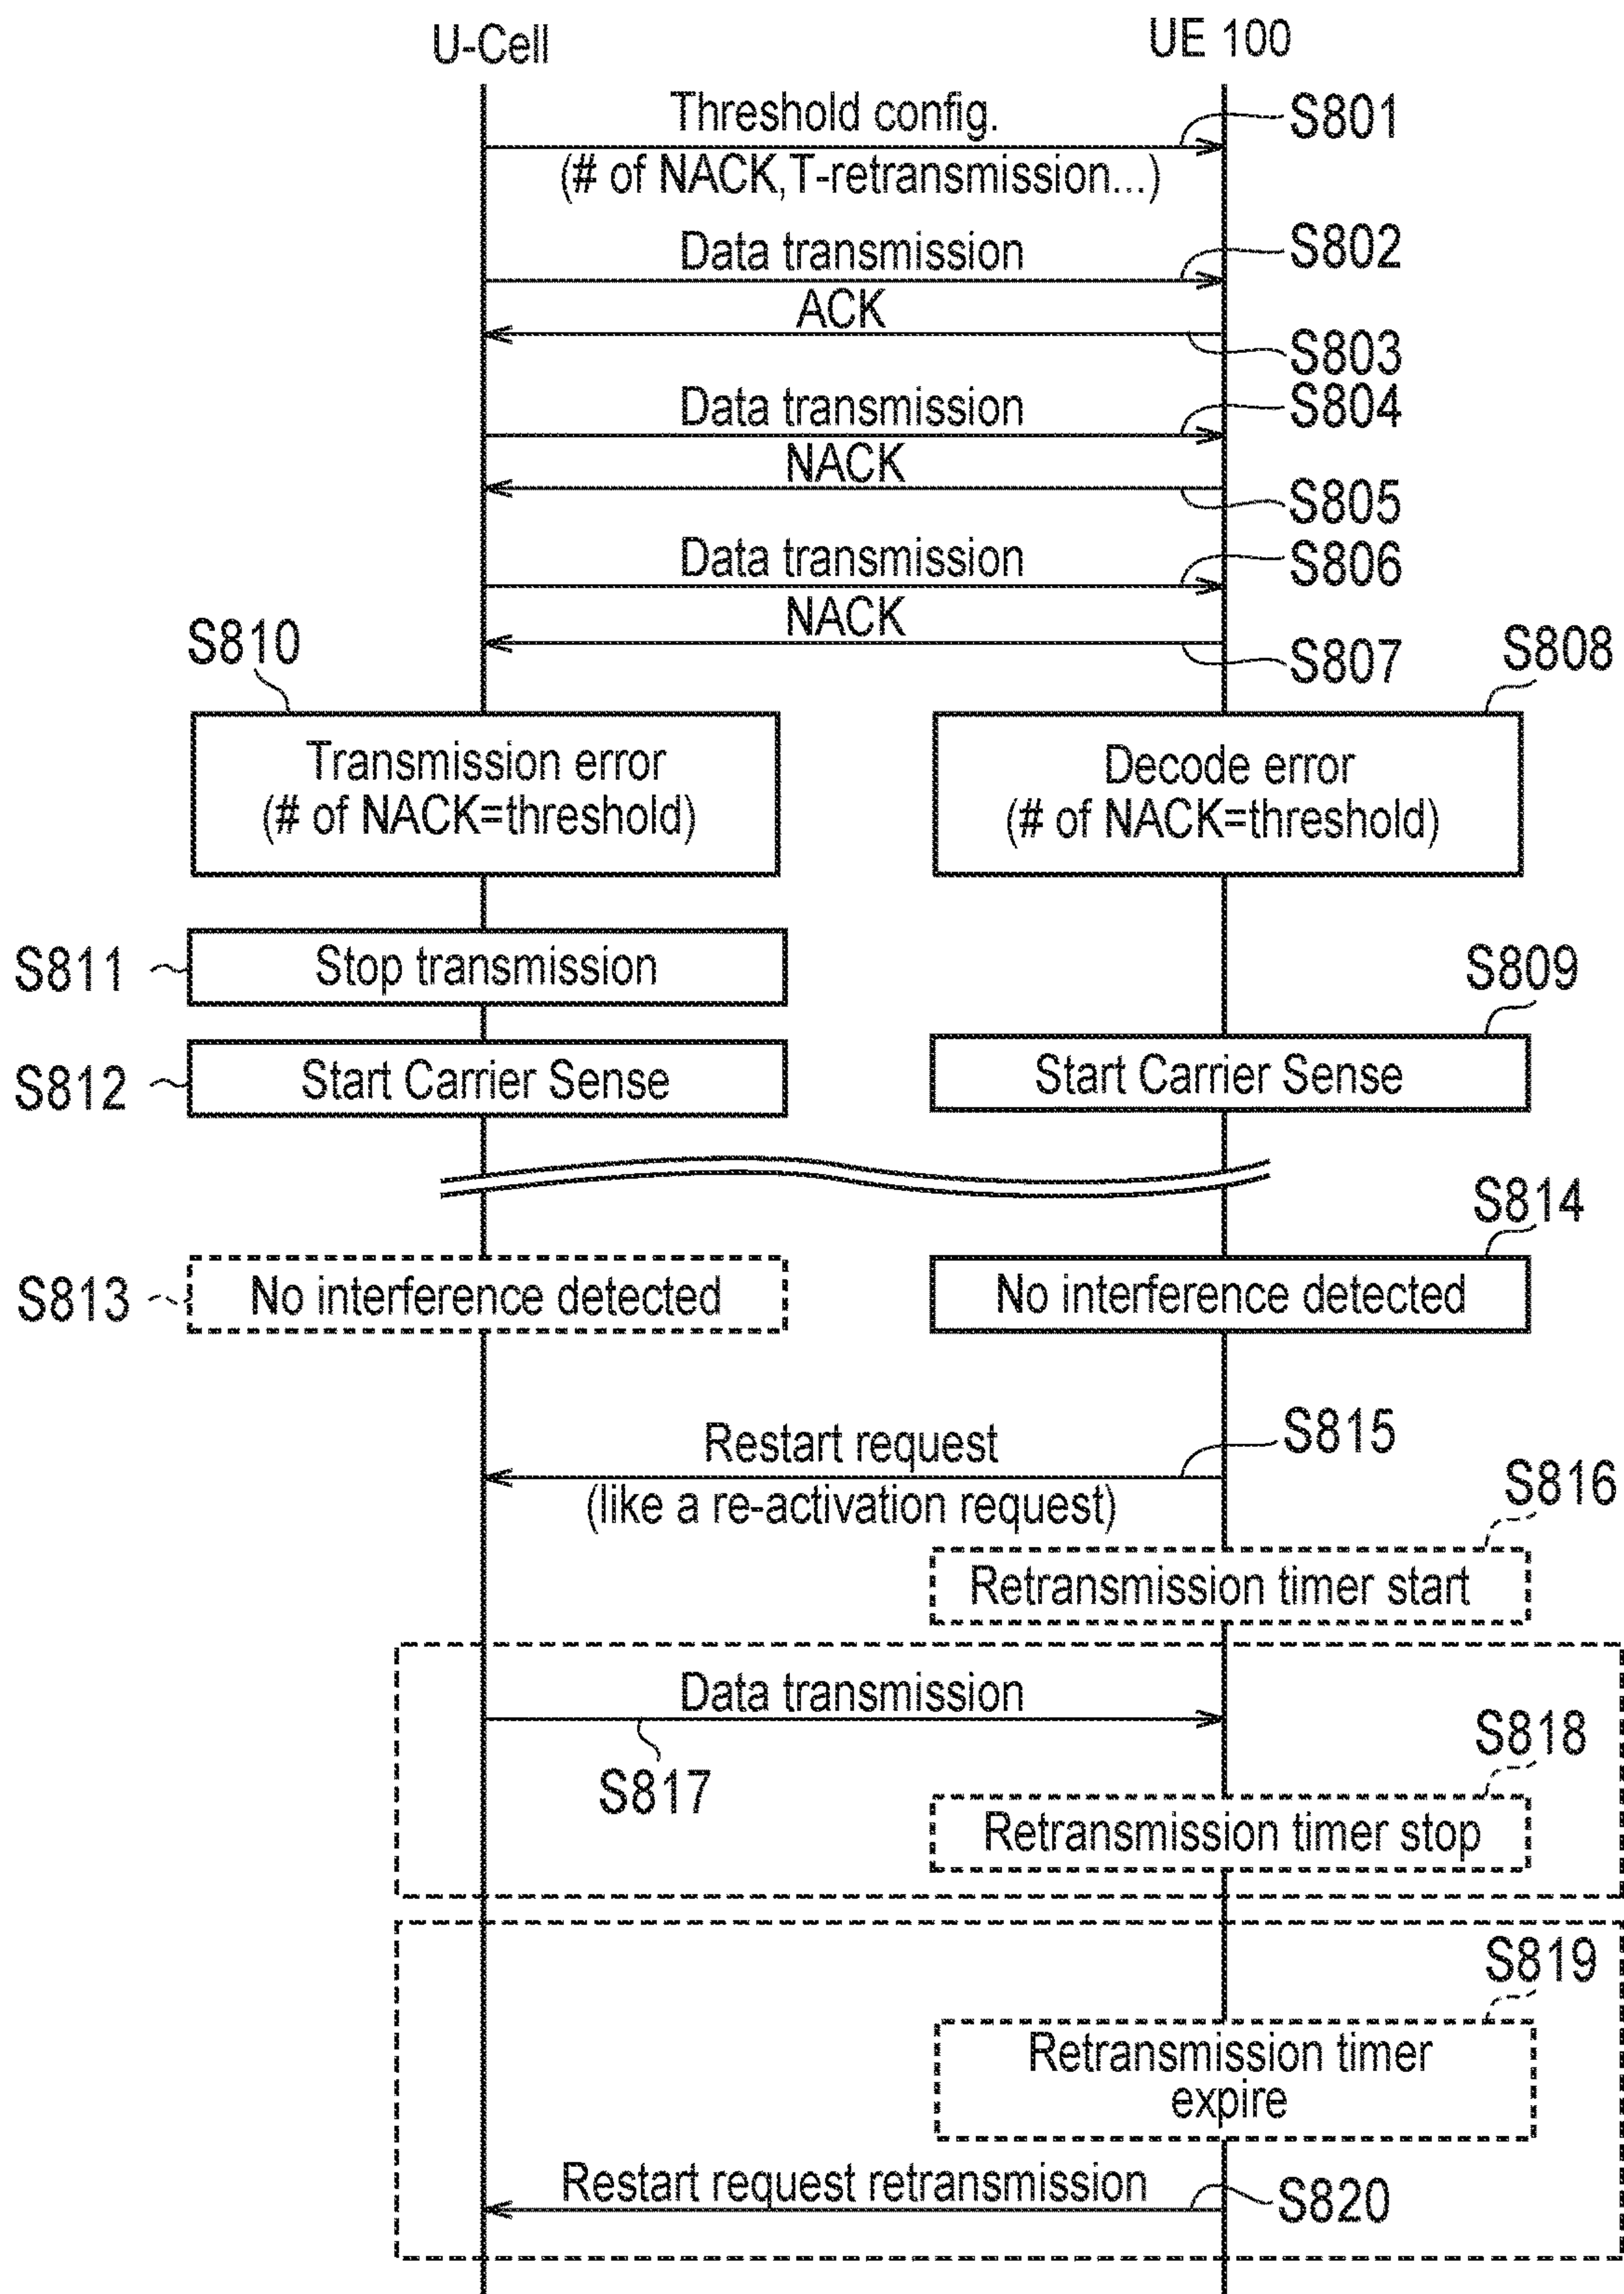 U-Cell
UE 100
Threshold config.
S801
(# of NACK,T-retransmission...)
Data transmission
S802
ACK
S803
Data transmission
S804
NACK
S805
Data transmission
S806
NACK
S807
S810
S808
Transmission error
(# of NACK=threshold)
Decode error
(# of NACK=threshold)
S811
Stop transmission
S809
S812
Start Carrier Sense
Start Carrier Sense
S814
S813
No interference detected
No interference detected
Restart request
S815
(like a re-activation request)
S816
Retransmission timer start
Data transmission
S817
S818
Retransmission timer stop
S819
Retransmission timer
expire
Restart request retransmission
S820